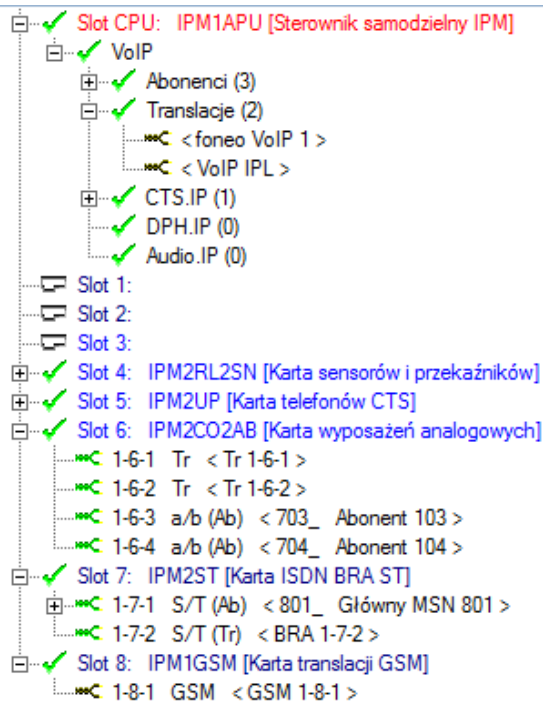 Slot CPU: IPM1APU [Sterownik samodzielny IPM]
VoIP
Abonenci (3)
Translacje (2)
< foneo VoIP 1 >
< VoIP IPL >
CTS.IP (1)
DPH.IP (0)
Audio.IP (0)
Slot 1:
Slot 2:
Slot 3:
Slot 4: IPM2RL2SN [Karta sensorów i przekaźników]
Slot 5: IPM2UP [Karta telefonów CTS]
Slot 6: IPM2CO2AB [Karta wyposażeń analogowych]
1-6-1 Tr < Tr 1-6-1 >
1-6-2 Tr < Tr 1-6-2 >
1-6-3 a/b (Ab) < 703_ Abonent 103 >
1-6-4 a/b (Ab) < 704_ Abonent 104 >
Slot 7: IPM2ST [Karta ISDN BRA ST]
1-7-1 S/T (Ab) < 801_ Główny MSN 801 >
1-7-2 S/T (Tr) < BRA 1-7-2 >
Slot 8: IPM1GSM [Karta translacji GSM]
1-8-1 GSM < GSM 1-8-1 >